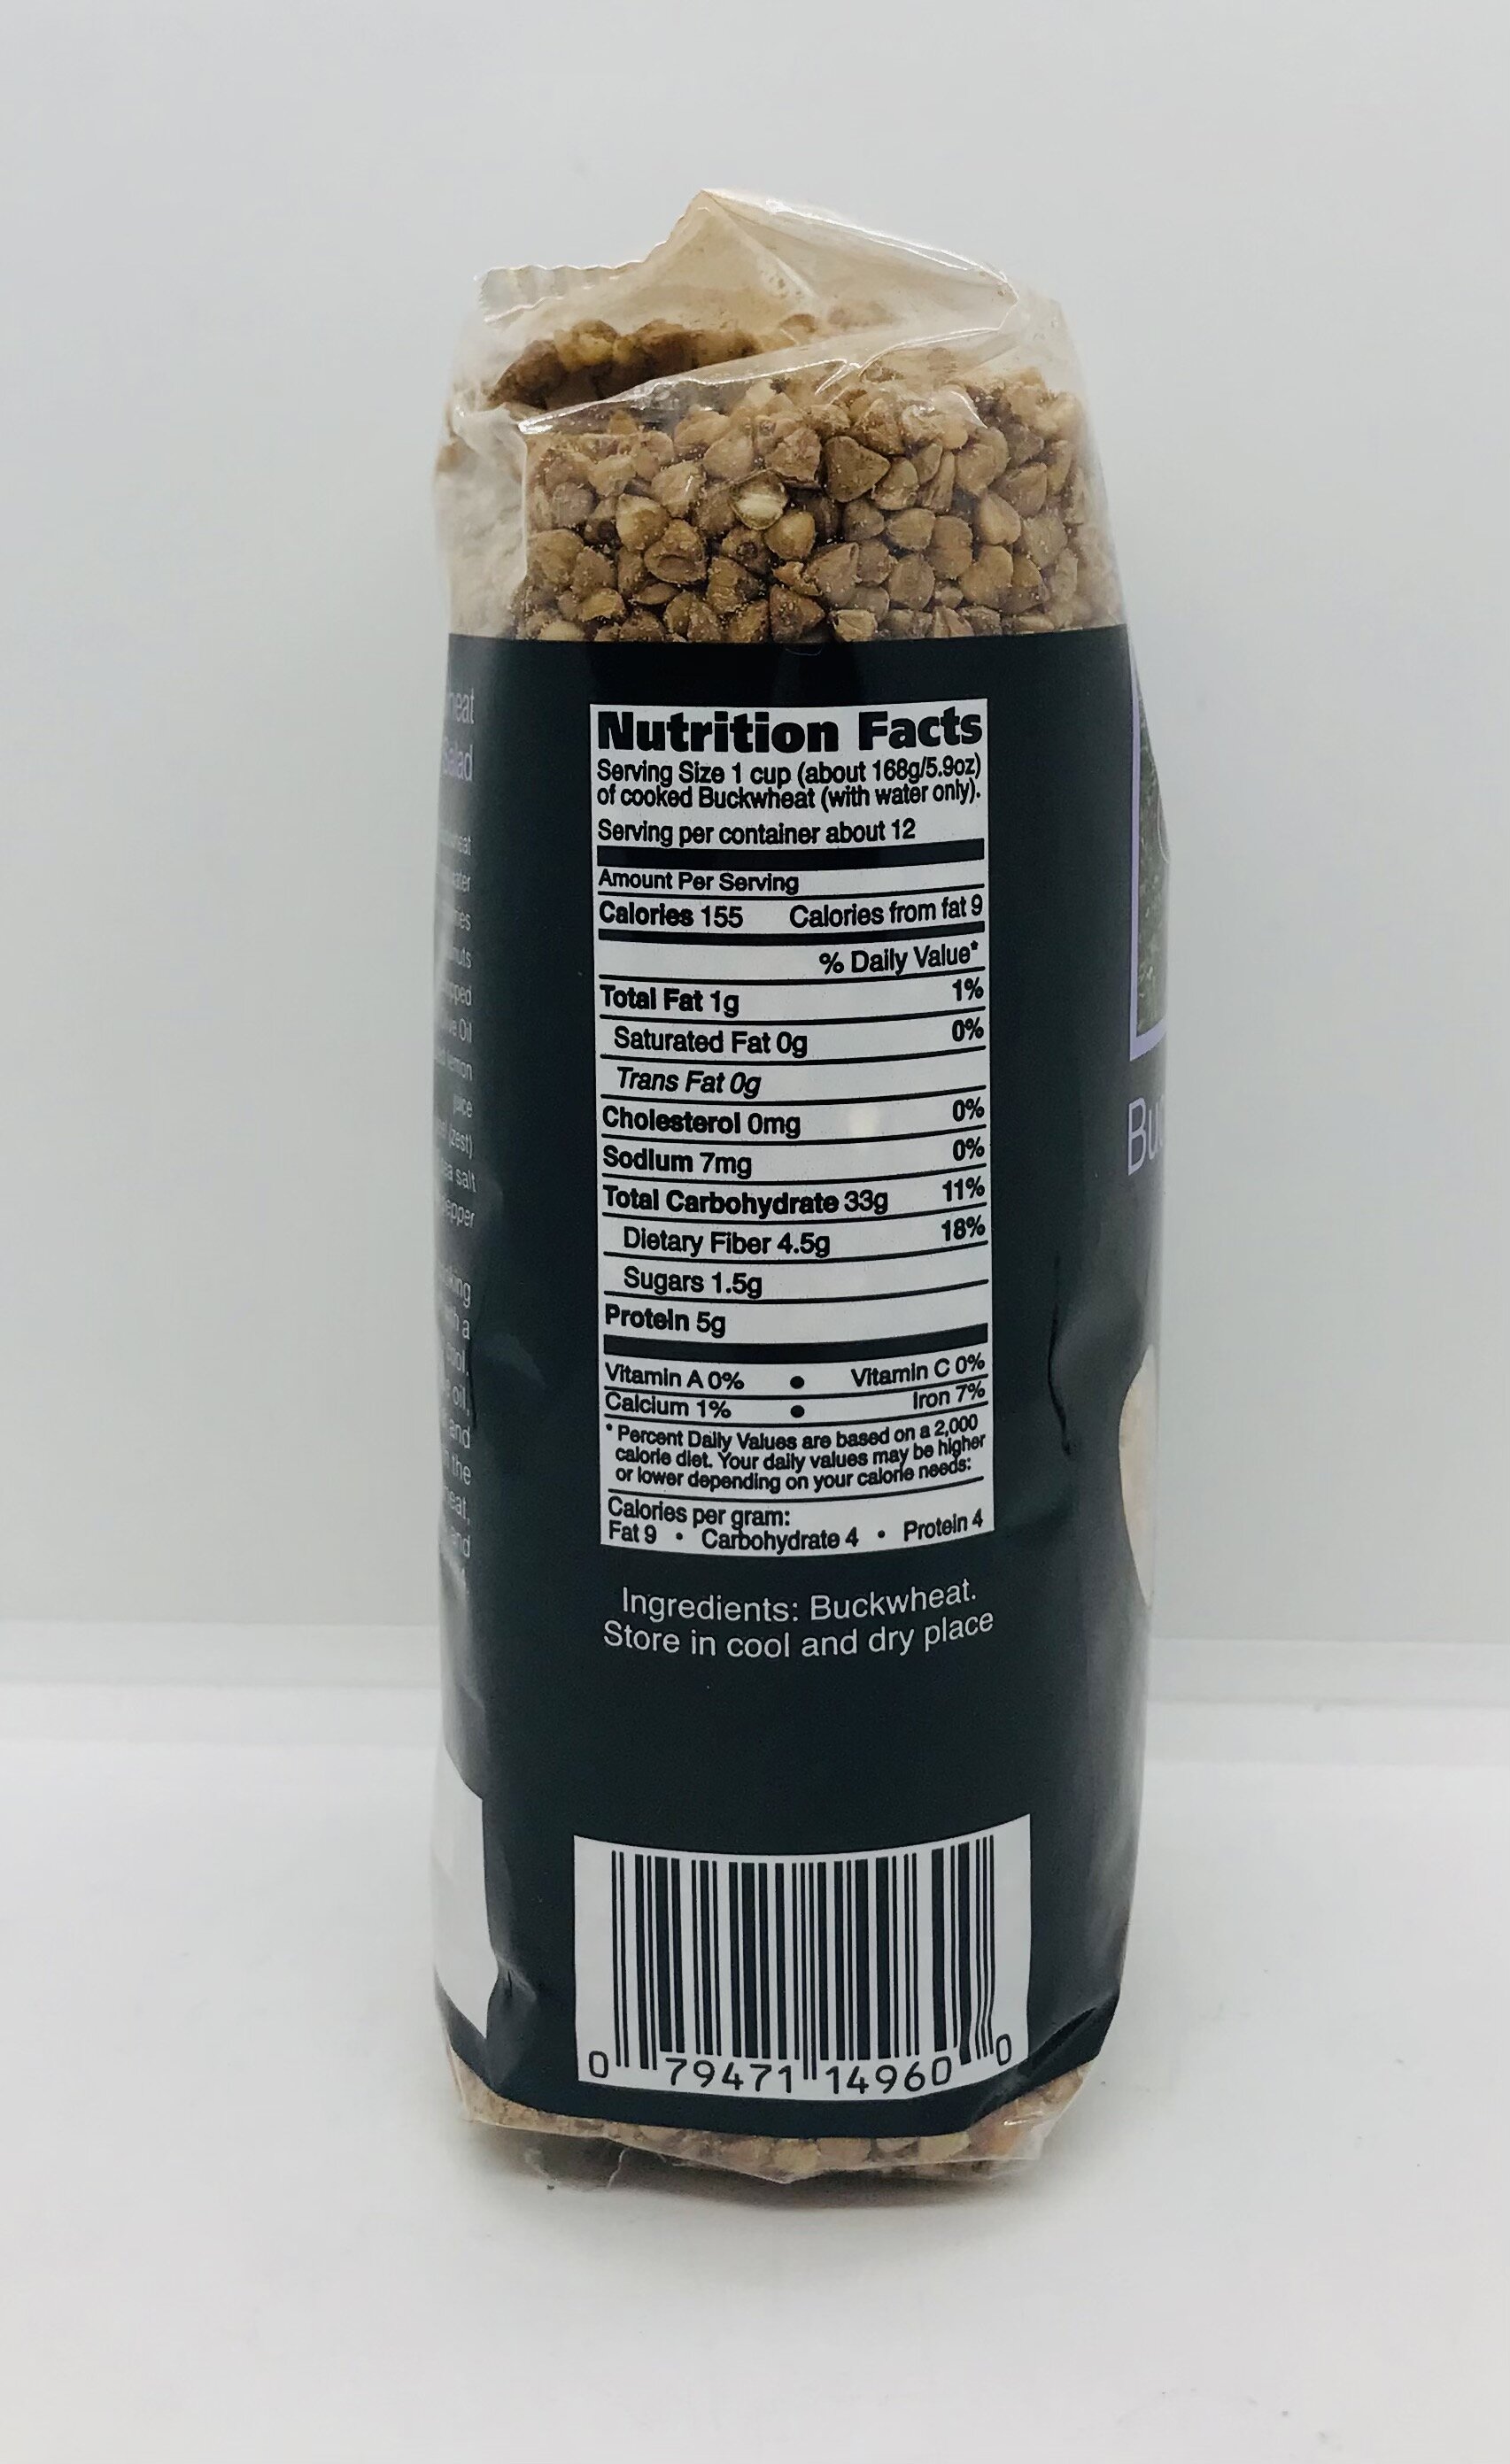 Nutrition Facts
Serving Size 1 cup (about 168g/5.9oz)
of cooked Buckwheat (with water only).
Serving per container about 12
Amount Per Serving
Calories 155 Calories from fat 9
% Daily Value*
Total Fat 1g 1%
Saturated Fat 0g 0%
Trans Fat 0g
Cholesterol 0mg 0%
Sodium 7mg 0%
Total Carbohydrate 33g 11%
Dietary Fiber 4.5g 18%
Sugars 1.5g
Protein 5g
Vitamin A 0% • Vitamin C 0%
Calcium 1% • Iron 7%
* Percent Daily Values are based on a 2,000
calorie diet. Your daily values may be higher
or lower depending on your calorie needs:
Calories per gram:
Fat 9 • Carbohydrate 4 • Protein 4
Ingredients: Buckwheat.
Store in cool and dry place
0 79471 14960 0
Oil
juice
(zest)
salt
a
and
the